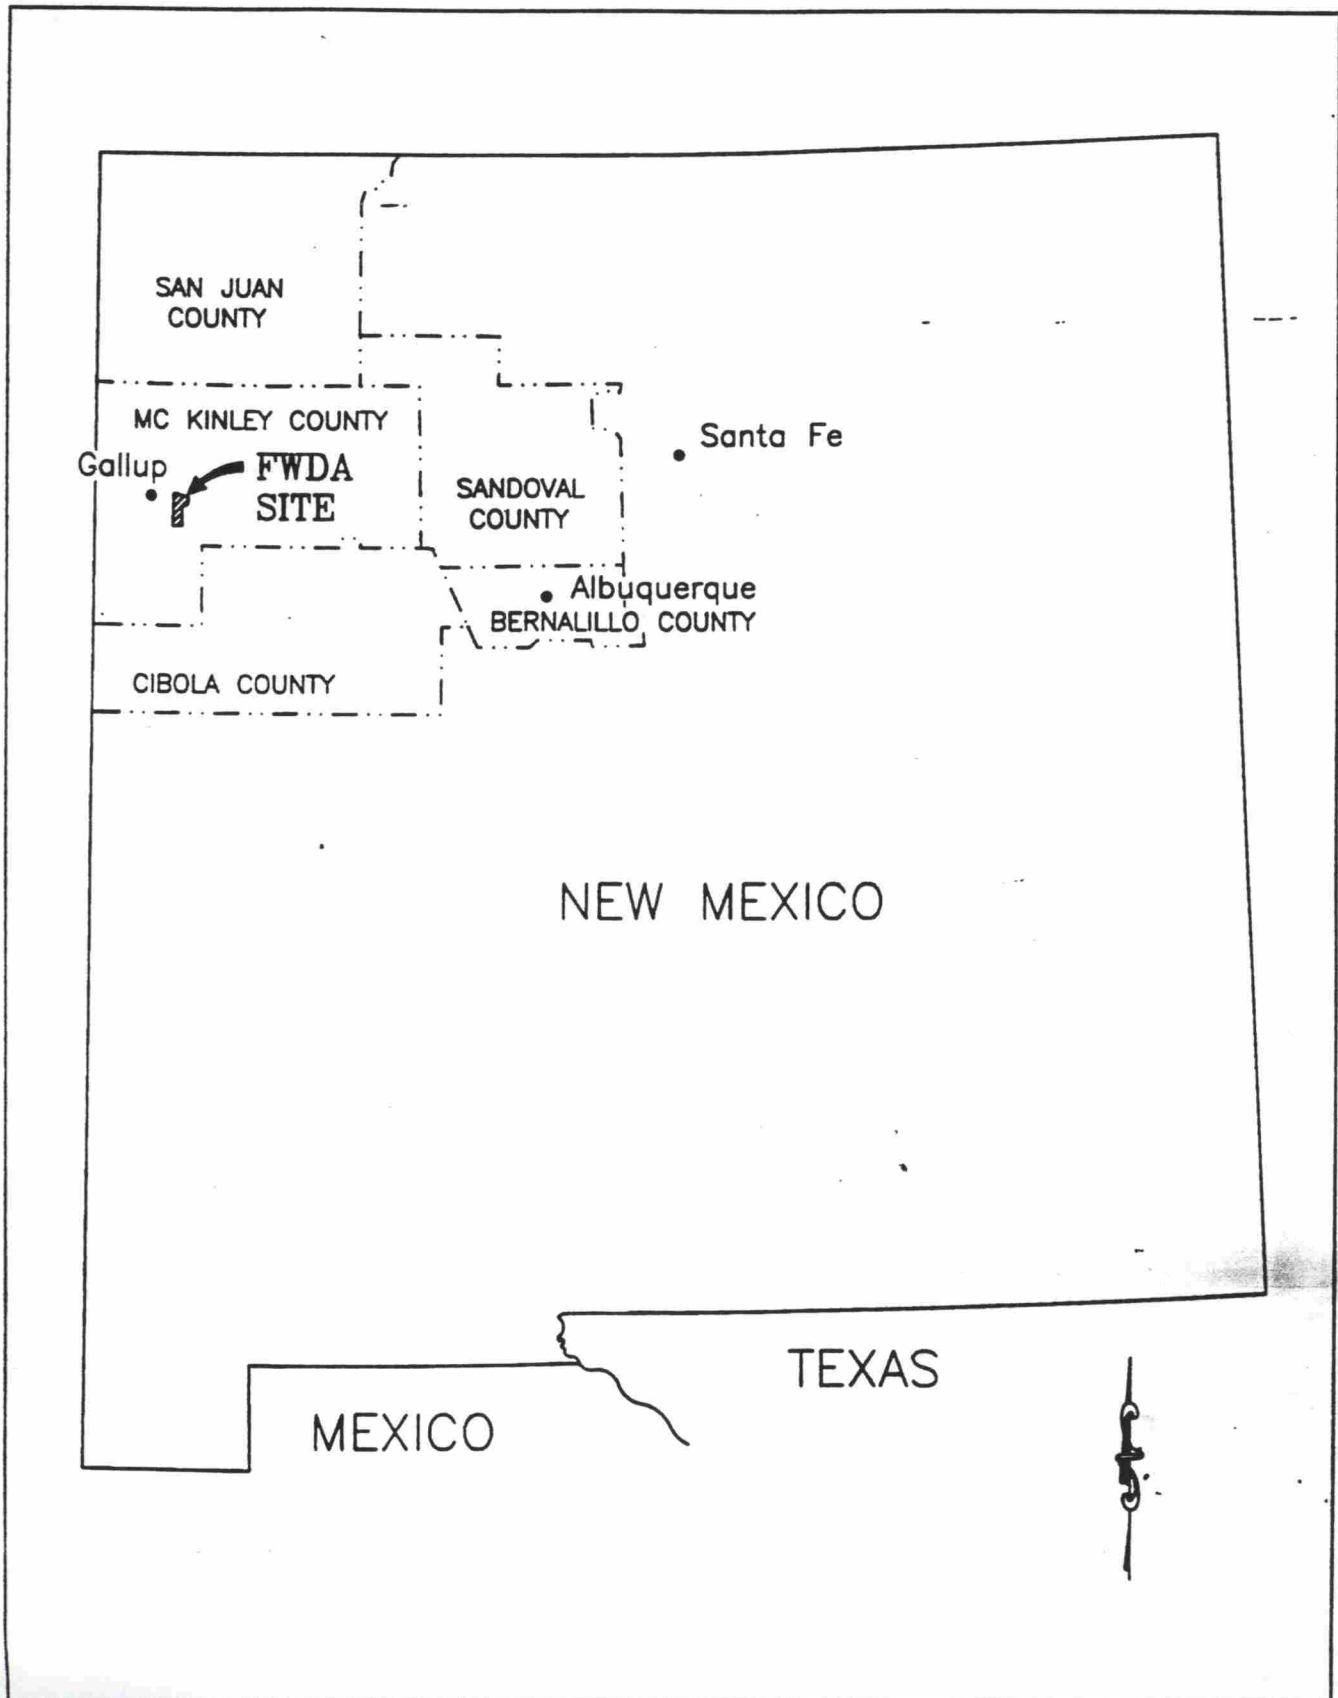 SAN JUAN
COUNTY
MC KINLEY COUNTY
Gallup
FWDA
SITE
SANDOVAL
COUNTY
Santa Fe
Albuquerque
BERNALILLO COUNTY
CIBOLA COUNTY
NEW MEXICO
TEXAS
MEXICO